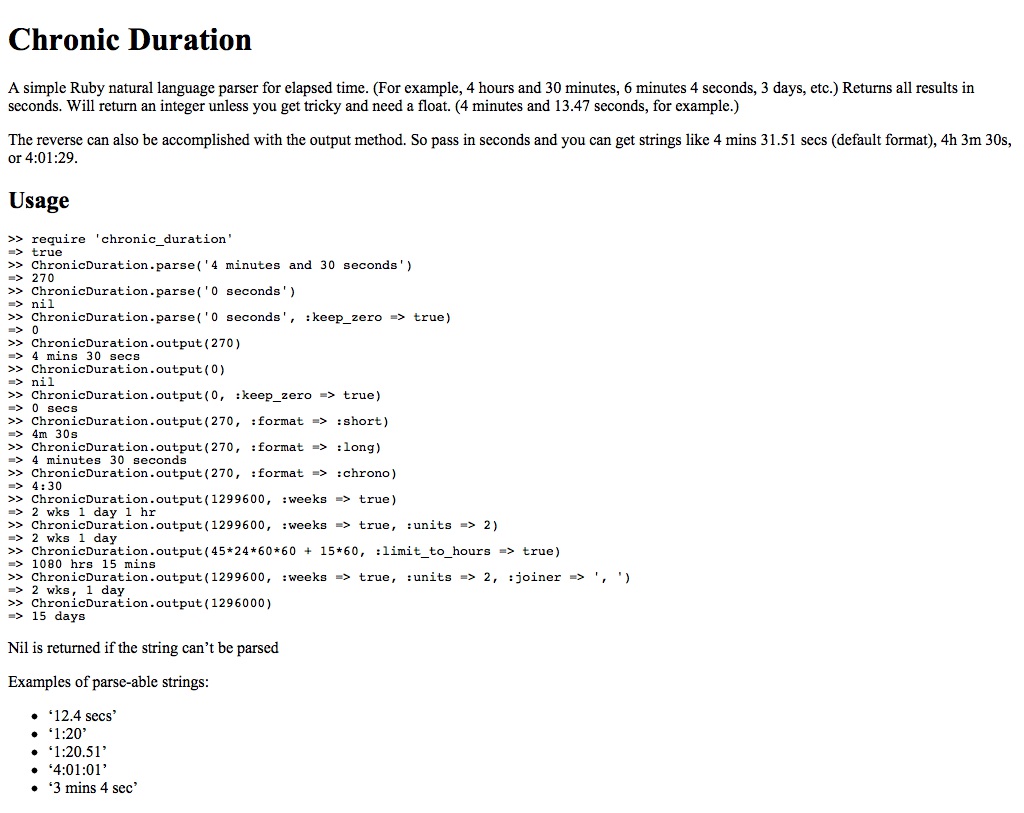 Chronic Duration
A simple Ruby natural language parser for elapsed time. (For example, 4 hours and 30 minutes, 6 minutes 4 seconds, 3 days, etc.) Returns all results in
seconds. Will return an integer unless you get tricky and need a float. (4 minutes and 13.47 seconds, for example.)
The reverse can also be accomplished with the output method. So pass in seconds and you can get strings like 4 mins 31.51 secs (default format), 4h 3m 30s,
or 4:01:29.
Usage
>> require 'chronic_duration'
=> true
>> ChronicDuration.parse('4 minutes and 30 seconds')
=> 270
>> ChronicDuration.parse('0 seconds')
=> nil
>> ChronicDuration.parse('0 seconds', :keep_zero => true)
=> 0
>> ChronicDuration.output(270)
=> 4 mins 30 secs
>> ChronicDuration.output(0)
=> nil
>> ChronicDuration.output(0, :keep_zero => true)
=> 0 secs
>> ChronicDuration.output(270, :format => :short)
=> 4m 30s
>> ChronicDuration.output(270, :format => :long)
=> 4 minutes 30 seconds
>> ChronicDuration.output(270, :format => :chrono)
=> 4:30
>> ChronicDuration.output(1299600, :weeks => true)
=> 2 wks 1 day 1 hr
>> ChronicDuration.output(1299600, :weeks => true, :units => 2)
=> 2 wks 1 day
>> ChronicDuration.output(45*24*60*60 + 15*60, :limit_to_hours => true)
=> 1080 hrs 15 mins
>> ChronicDuration.output(1299600, :weeks => true, :units => 2, :joiner => ', ')
=> 2 wks, 1 day
>> ChronicDuration.output(1296000)
=> 15 days
Nil is returned if the string can’t be parsed
Examples of parse-able strings:
• ‘12.4 secs’
• ‘1:20’
• ‘1:20.51’
• ‘4:01:01’
• ‘3 mins 4 sec’